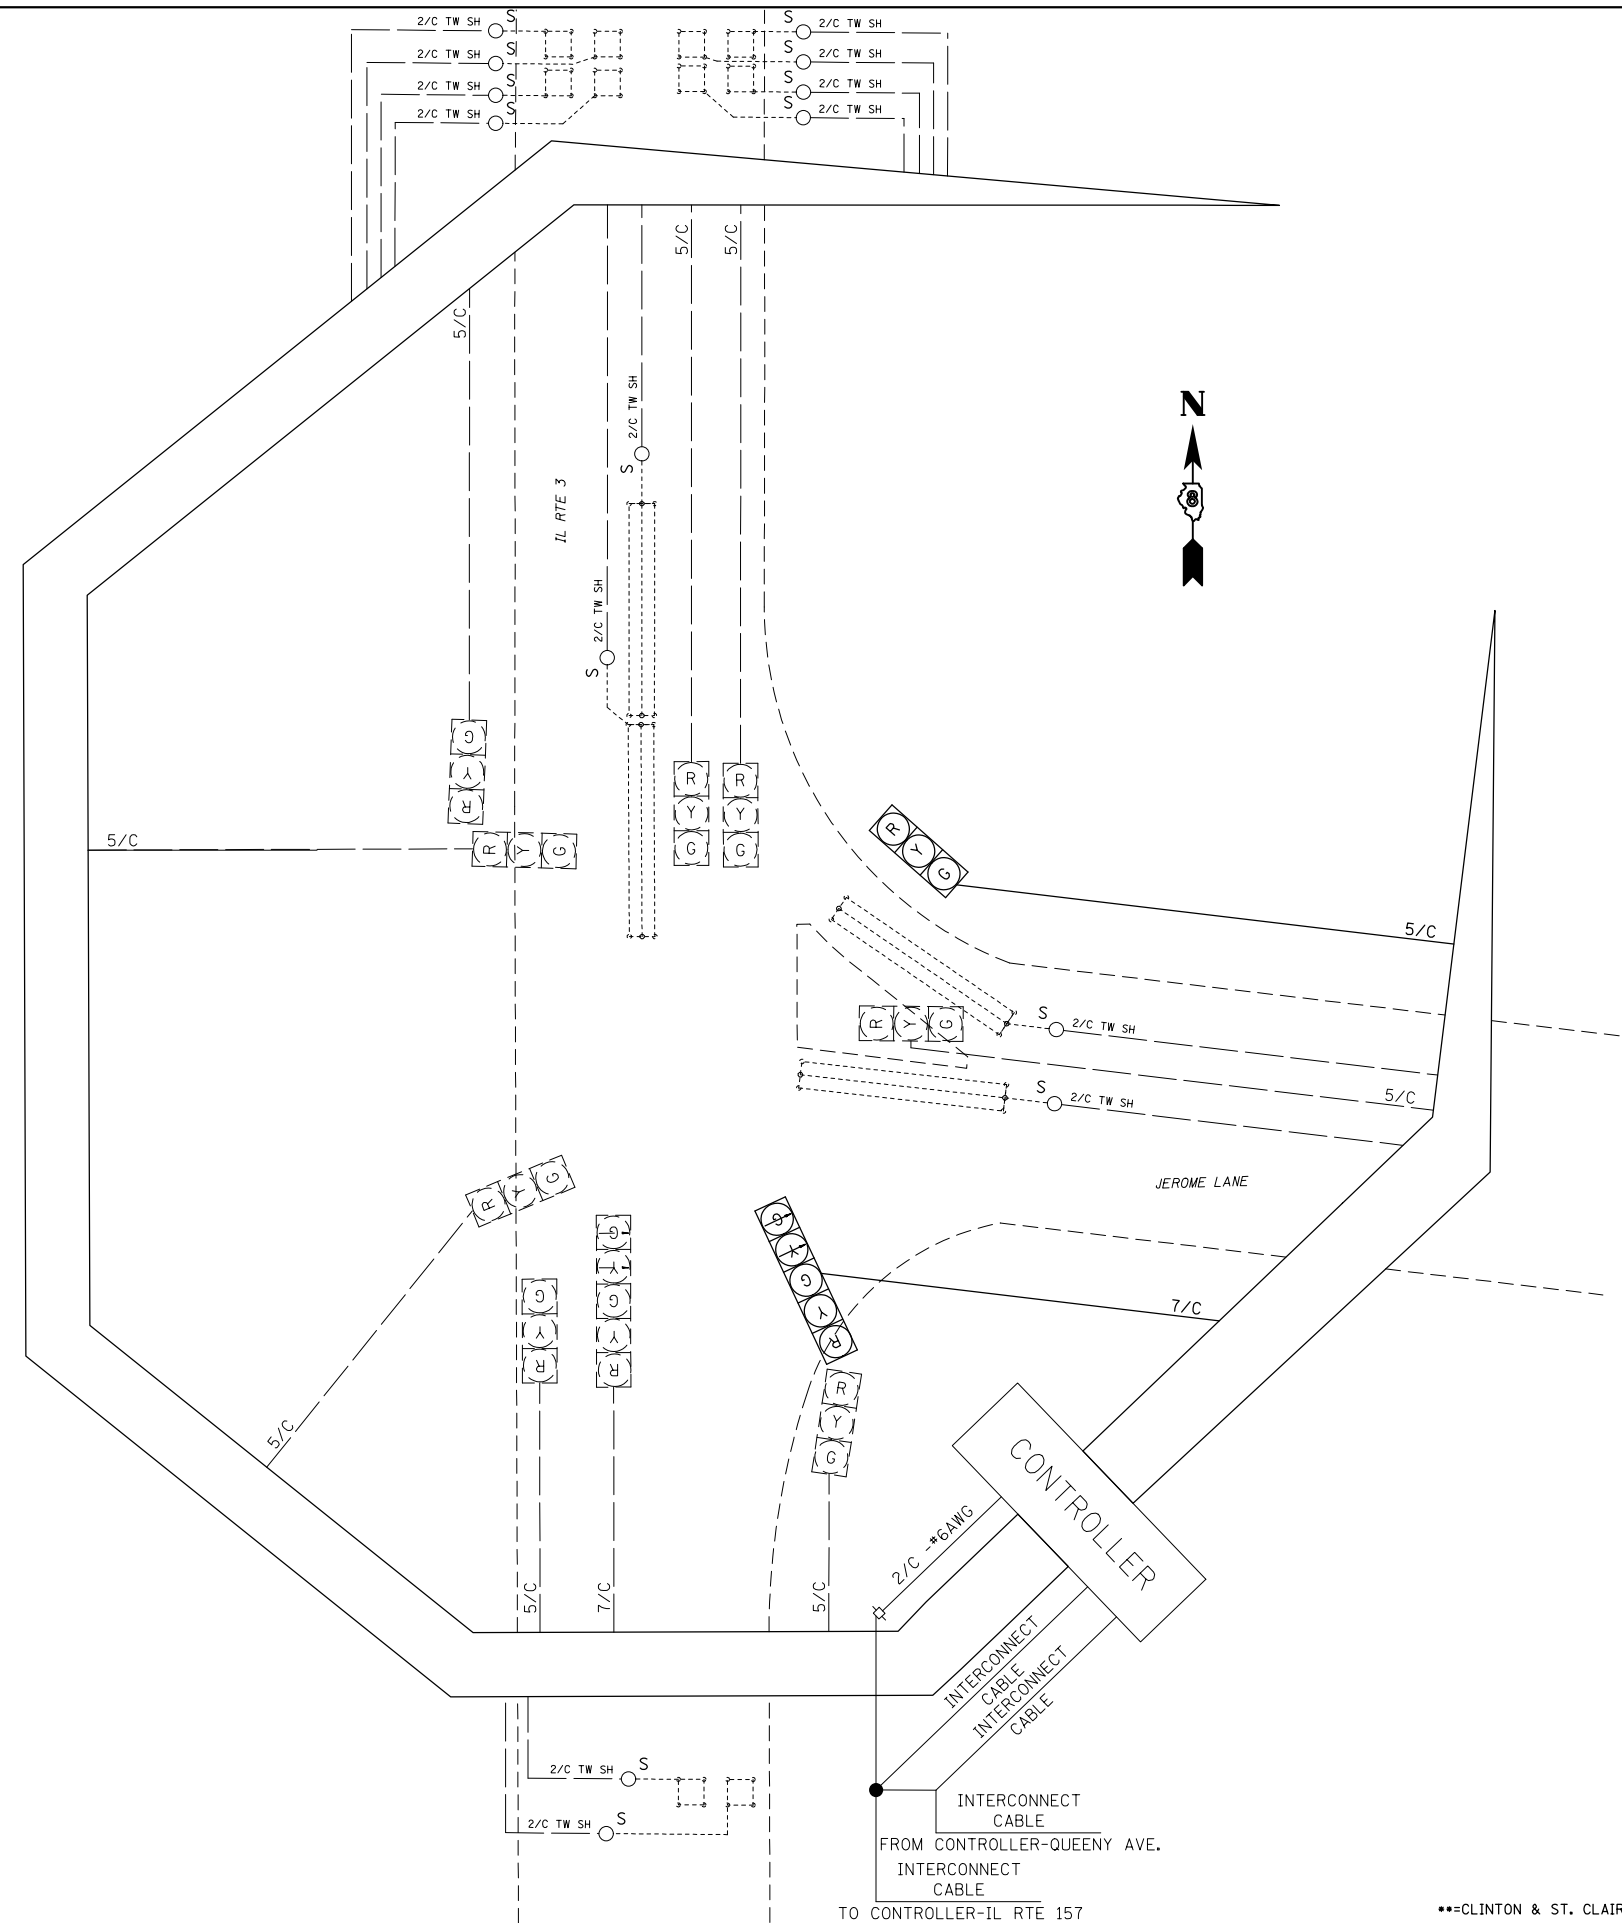 2/C TW SH S
S 2/C TW SH
2/C TW SH S
S 2/C TW SH
2/C TW SH S
S 2/C TW SH
2/C TW SH S
S 2/C TW SH
5/C
5/C
5/C
2/C TW SH
S
IL RTE 3
2/C TW SH
S
N
8
G
Y
R
R
Y
G
R
Y
G
5/C
R Y G
R
Y
G
5/C
R Y G
S 2/C TW SH
5/C
S 2/C TW SH
JEROME LANE
R Y G
G
Y
G
Y
R
G
Y
R
G
Y
G
Y
R
7/C
R
Y
G
5/C
CONTROLLER
2/C -#6AWG
5/C
7/C
5/C
INTERCONNECT
CABLE
INTERCONNECT
CABLE
2/C TW SH S
2/C TW SH S
INTERCONNECT
CABLE
FROM CONTROLLER-QUEENY AVE.
INTERCONNECT
CABLE
TO CONTROLLER-IL RTE 157
**=CLINTON & ST. CLAIR